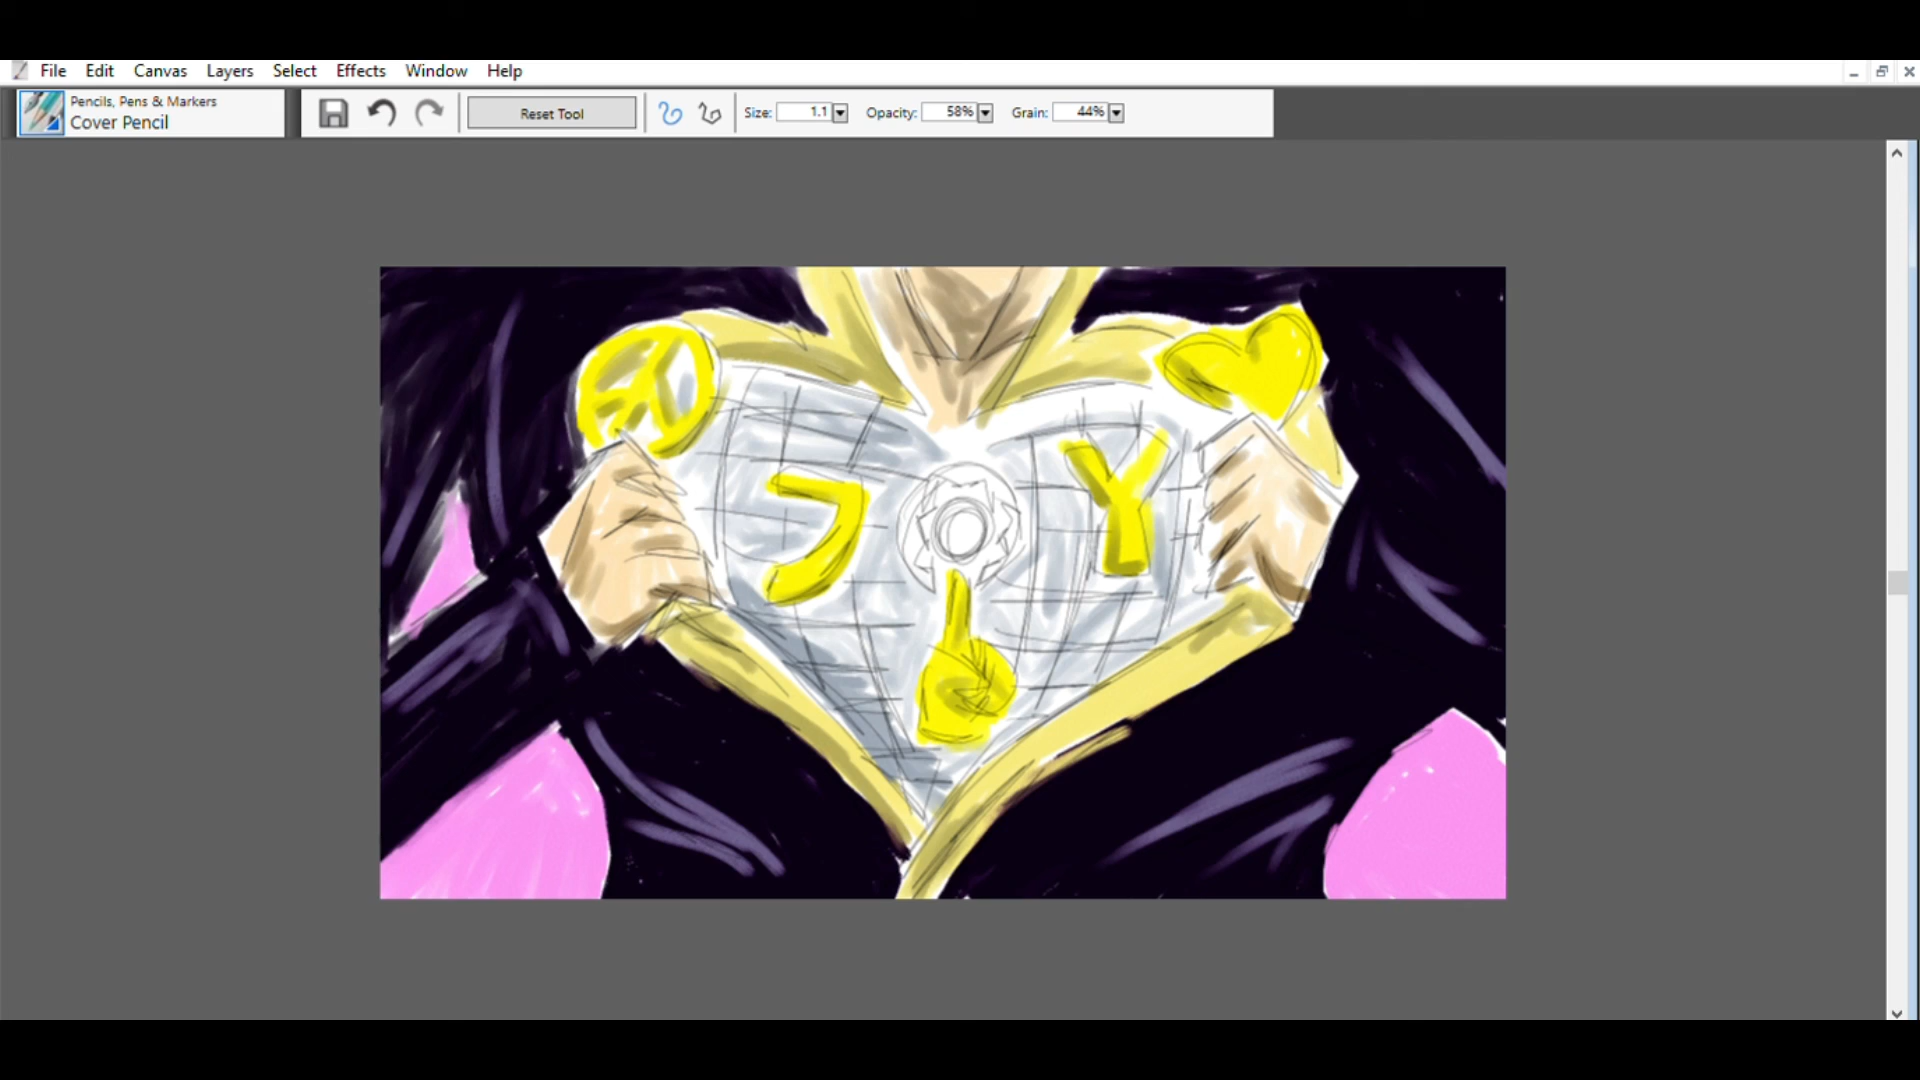 File Edit Canvas Layers Select Effects Window Help
Pencils, Pens & Markers
Cover Pencil
Reset Tool Size: 1.1 Opacity: 58% Grain: 44%
フ Y